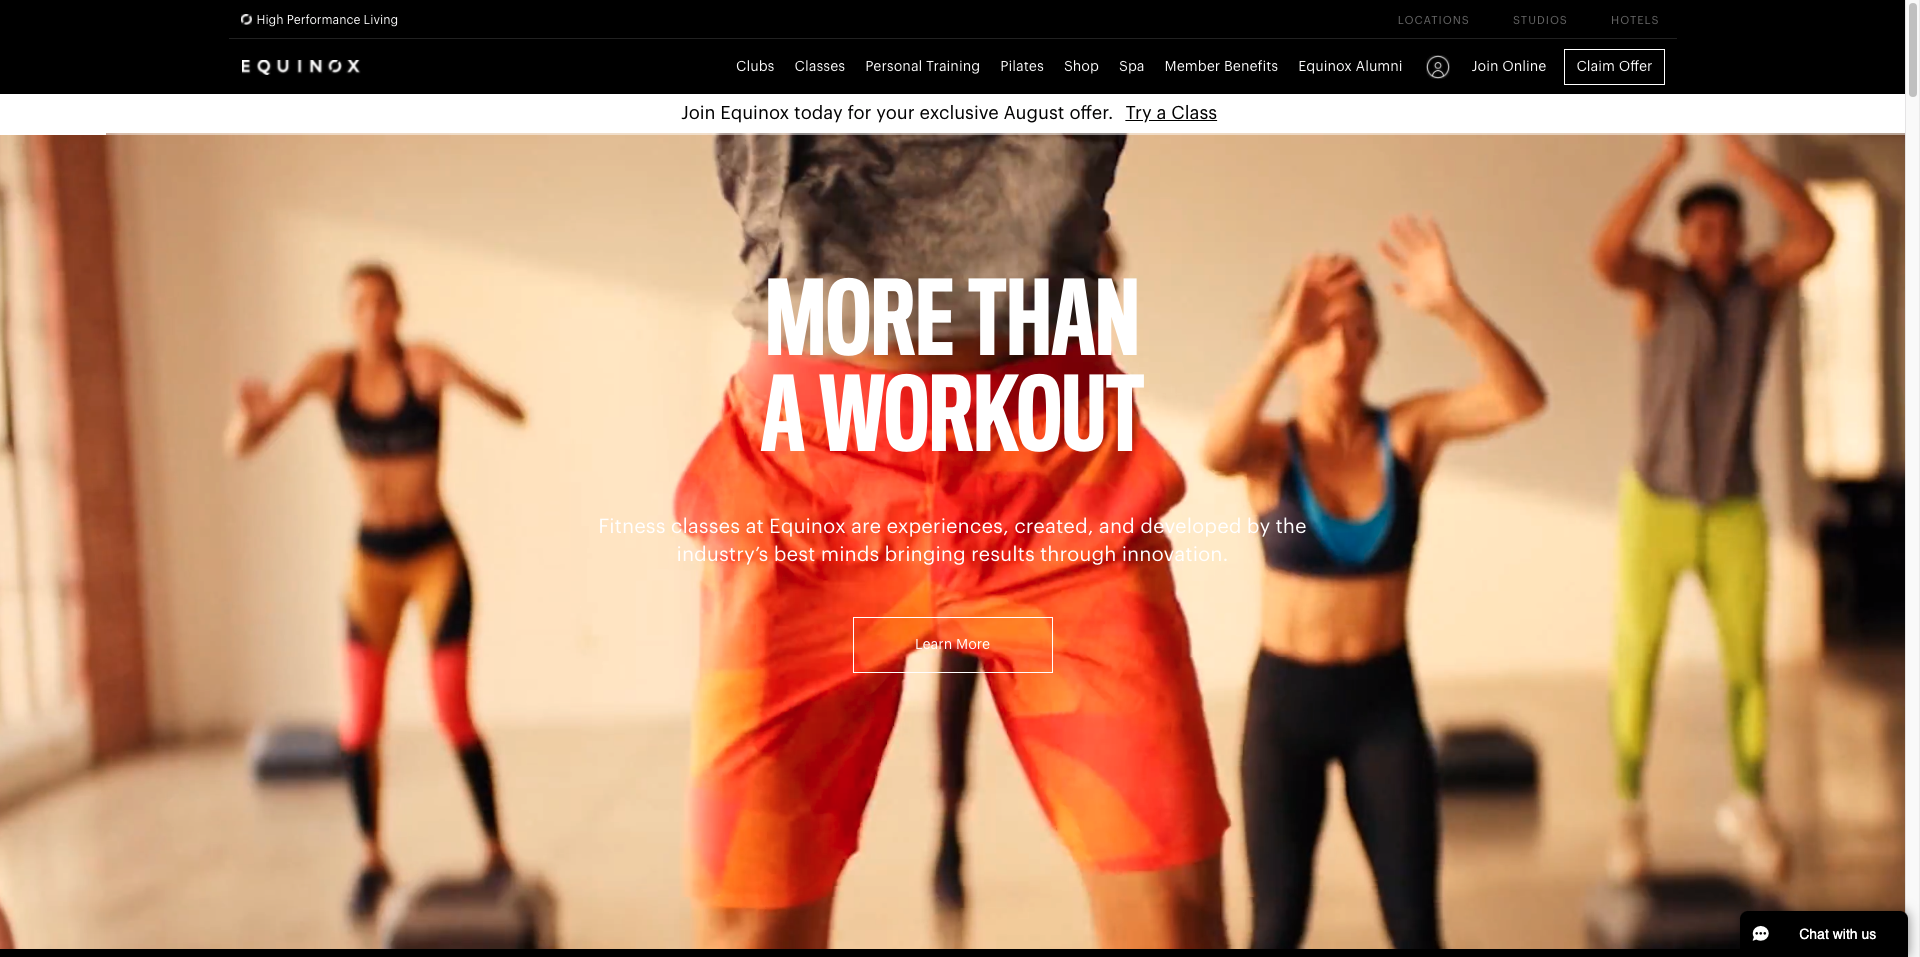 High Performance Living
LOCATIONS STUDIOS HOTELS
EQUINOX
Clubs Classes Personal Training Pilates Shop Spa Member Benefits Equinox Alumni Join Online Claim Offer
Join Equinox today for your exclusive August offer. Try a Class
MORE THAN
A WORKOUT
Fitness classes at Equinox are experiences, created, and developed by the
industry’s best minds bringing results through innovation.
Learn More
Chat with us